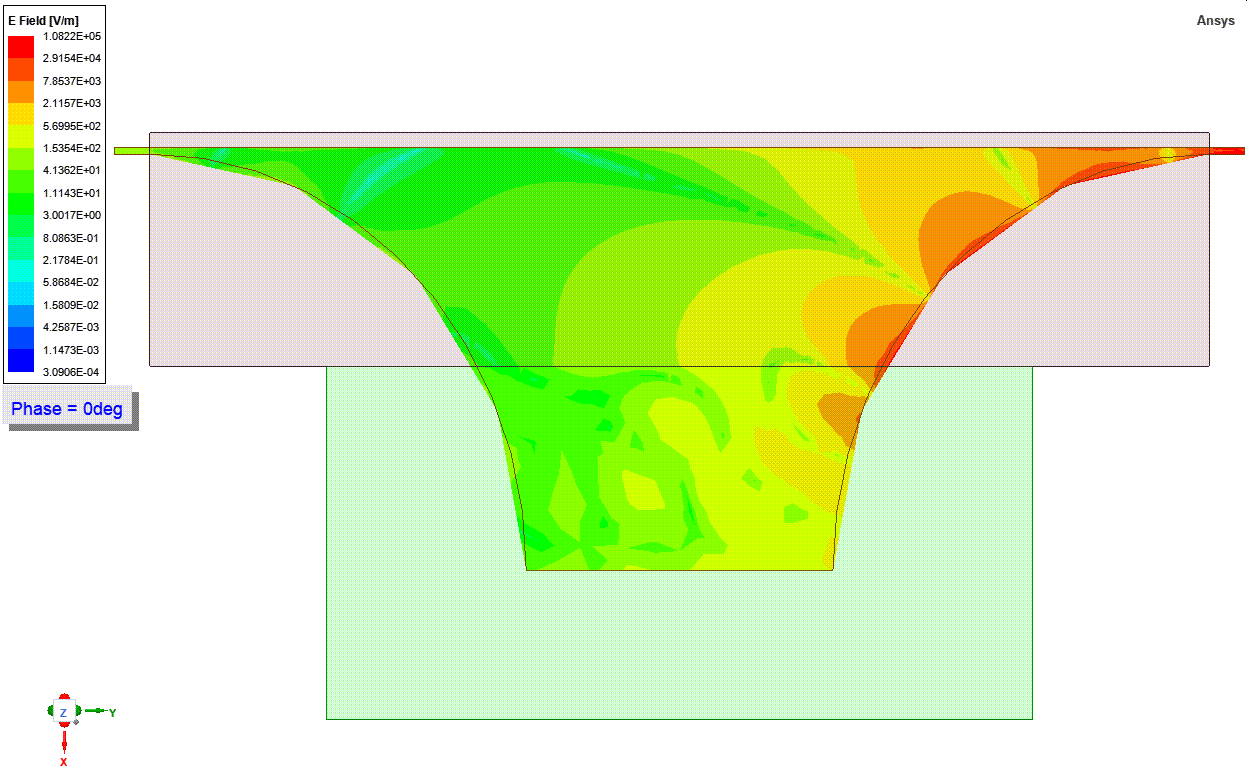 E Field [V/m]
1.0822E+05
2.9154E+04
7.8537E+03
2.1157E+03
5.6995E+02
1.5354E+02
4.1362E+01
1.1143E+01
3.0017E+00
8.0863E-01
2.1784E-01
5.8684E-02
1.5809E-02
4.2587E-03
1.1473E-03
3.0906E-04
Ansys
Phase = 0deg
Z
Y
X